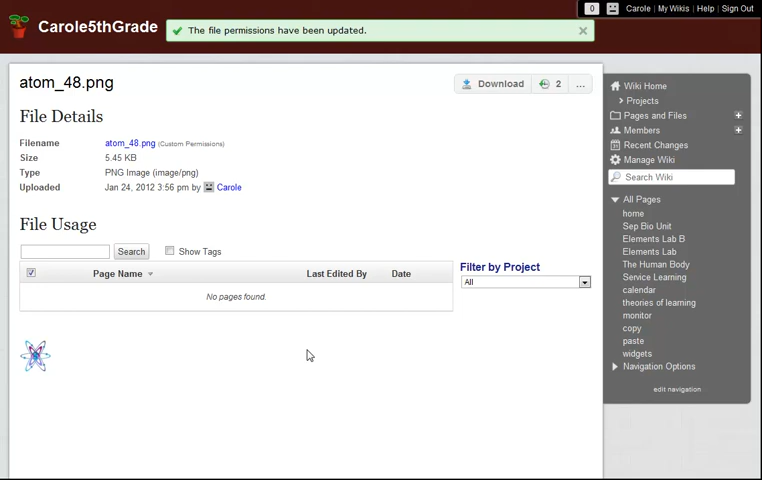 0 Carole | My Wikis | Help | Sign Out
Carole5thGrade
The file permissions have been updated.
atom_48.png
Download 2 ...
File Details
Filename atom_48.png (Custom Permissions)
Size 5.45 KB
Type PNG Image (image/png)
Uploaded Jan 24, 2012 3:56 pm by Carole
File Usage
Search Show Tags
Page Name Last Edited By Date
No pages found.
Filter by Project
All
Wiki Home
Projects
Pages and Files
Members
Recent Changes
Manage Wiki
Search Wiki
All Pages
home
Sep Bio Unit
Elements Lab B
Elements Lab
The Human Body
Service Learning
calendar
theories of learning
monitor
copy
paste
widgets
Navigation Options
edit navigation